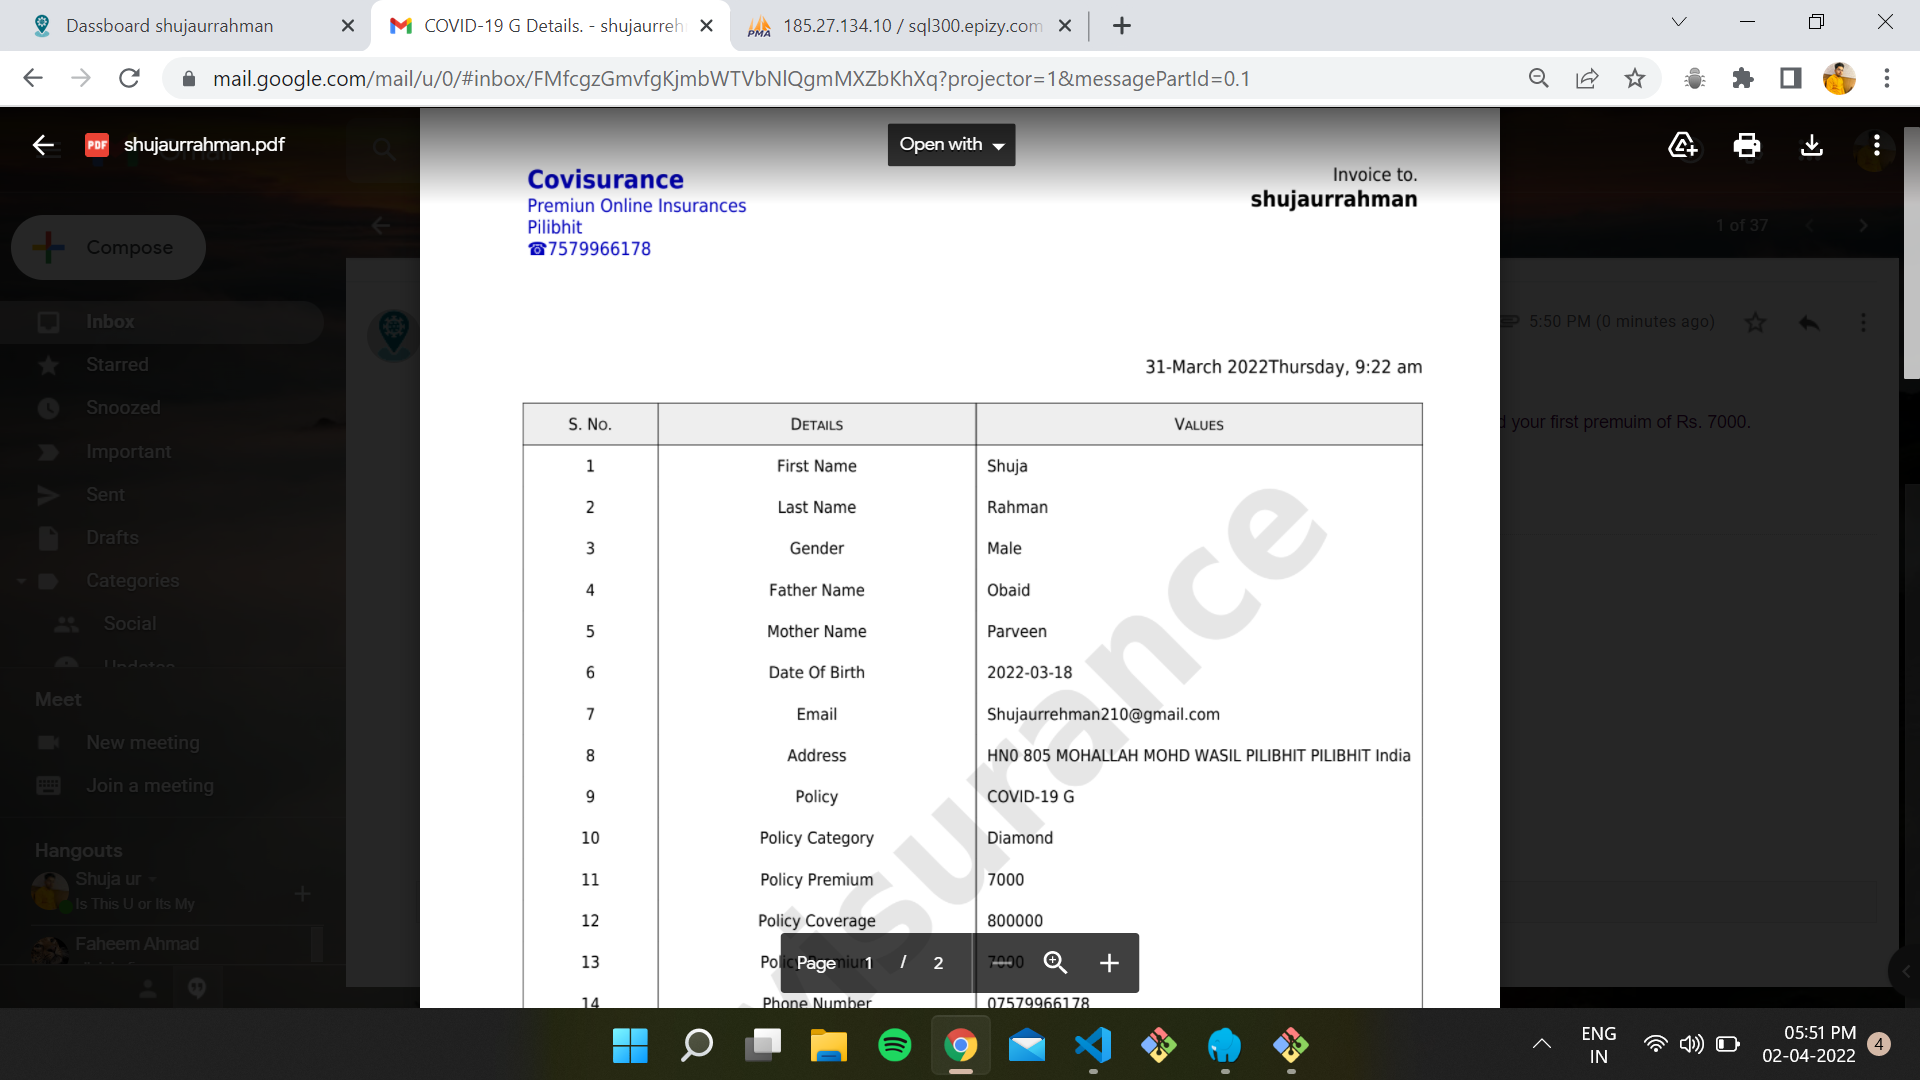 Dassboard shujaurrahman
COVID-19 G Details. - shujaurreh
185.27.134.10 / sql300.epizy.com
mail.google.com/mail/u/0/#inbox/FMfcgzGmvfgKjmbWTVbNlQgmMXZbKhXq?projector=1&messagePartId=0.1
PDF shujaurrahman.pdf
Open with
Compose
Inbox
Starred
Snoozed
Important
Sent
Drafts
Categories
Social
Updates
Meet
New meeting
Join a meeting
Hangouts
Shuja ur
Is This U or Its My
Faheem Ahmad
1 of 37
5:50 PM (0 minutes ago)
d your first premuim of Rs. 7000.
Covisurance
Premiun Online Insurances
Pilibhit
☎7579966178
Invoice to.
shujaurrahman
31-March 2022Thursday, 9:22 am
S. No. Details Values
1 First Name Shuja
2 Last Name Rahman
3 Gender Male
4 Father Name Obaid
5 Mother Name Parveen
6 Date Of Birth 2022-03-18
7 Email Shujaurrehman210@gmail.com
8 Address HN0 805 MOHALLAH MOHD WASIL PILIBHIT PILIBHIT India
9 Policy COVID-19 G
10 Policy Category Diamond
11 Policy Premium 7000
12 Policy Coverage 800000
13 Policy Premium 7000
14 Phone Number 07579966178
visurance
Page 1 / 2
ENG
IN
05:51 PM
02-04-2022
4